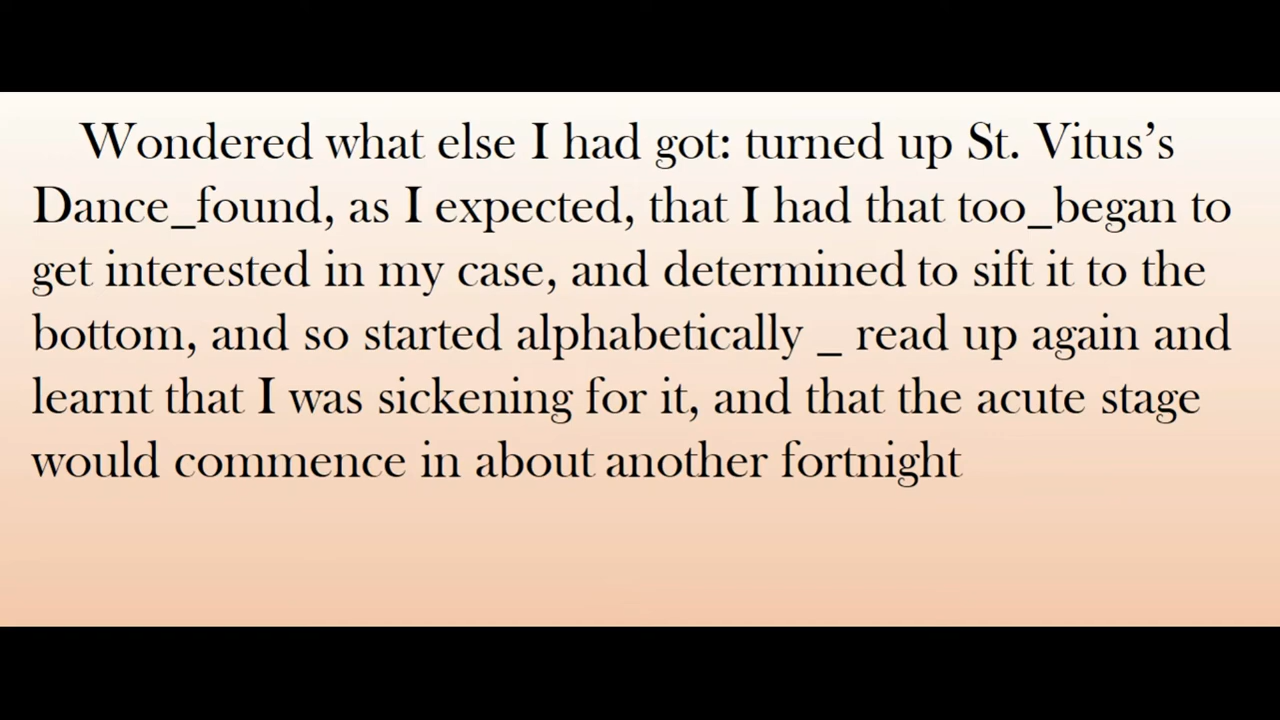 Wondered what else I had got: turned up St. Vitus’s
Dance_found, as I expected, that I had that too_began to
get interested in my case, and determined to sift it to the
bottom, and so started alphabetically _ read up again and
learnt that I was sickening for it, and that the acute stage
would commence in about another fortnight